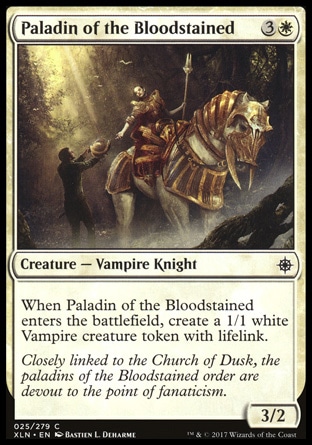 Paladin of the Bloodstained 3
Creature — Vampire Knight
When Paladin of the Bloodstained
enters the battlefield, create a 1/1 white
Vampire creature token with lifelink.
Closely linked to the Church of Dusk, the
paladins of the Bloodstained order are
devout to the point of fanaticism.
3/2
025/279 C
XLN • EN BASTIEN L. DEHARME
™ & © 2017 Wizards of the Coast